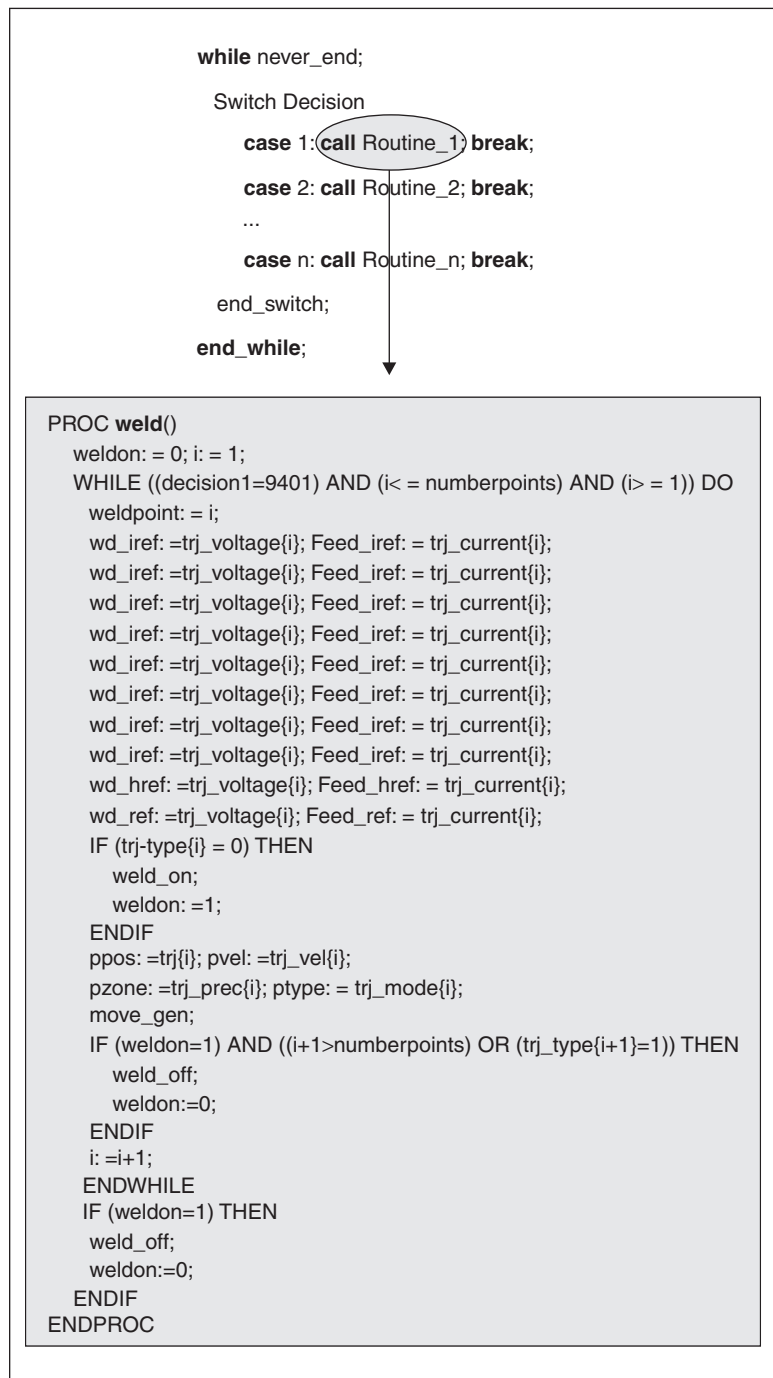 while never_end;
Switch Decision
case 1: call Routine_1; break;
case 2: call Routine_2; break;
...
case n: call Routine_n; break;
end_switch;
end_while;
PROC weld()
weldon: = 0; i: = 1;
WHILE ((decision1=9401) AND (i< = numberpoints) AND (i> = 1)) DO
weldpoint: = i;
wd_iref: =trj_voltage{i}; Feed_iref: = trj_current{i};
wd_iref: =trj_voltage{i}; Feed_iref: = trj_current{i};
wd_iref: =trj_voltage{i}; Feed_iref: = trj_current{i};
wd_iref: =trj_voltage{i}; Feed_iref: = trj_current{i};
wd_iref: =trj_voltage{i}; Feed_iref: = trj_current{i};
wd_iref: =trj_voltage{i}; Feed_iref: = trj_current{i};
wd_iref: =trj_voltage{i}; Feed_iref: = trj_current{i};
wd_iref: =trj_voltage{i}; Feed_iref: = trj_current{i};
wd_href: =trj_voltage{i}; Feed_href: = trj_current{i};
wd_ref: =trj_voltage{i}; Feed_ref: = trj_current{i};
IF (trj-type{i} = 0) THEN
weld_on;
weldon: =1;
ENDIF
ppos: =trj{i}; pvel: =trj_vel{i};
pzone: =trj_prec{i}; ptype: = trj_mode{i};
move_gen;
IF (weldon=1) AND ((i+1>numberpoints) OR (trj_type{i+1}=1)) THEN
weld_off;
weldon:=0;
ENDIF
i: =i+1;
ENDWHILE
IF (weldon=1) THEN
weld_off;
weldon:=0;
ENDIF
ENDPROC